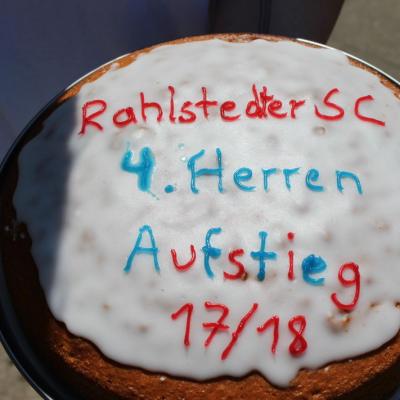 Rahlstedter SC
4. Herren
Aufstieg
17/18